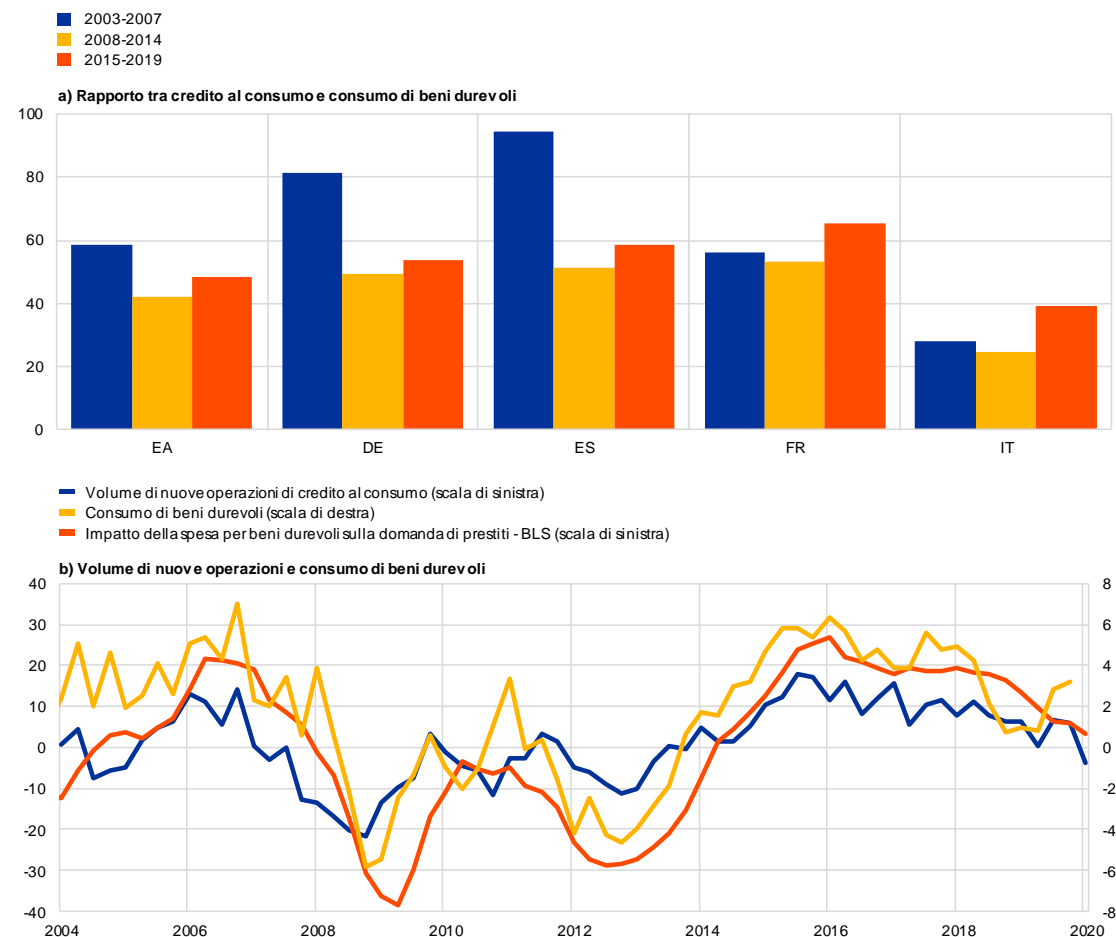 2003-2007
2008-2014
2015-2019
a) Rapporto tra credito al consumo e consumo di beni durevoli
100
80
60
40
20
0
EA DE ES FR IT
Volume di nuove operazioni di credito al consumo (scala di sinistra)
Consumo di beni durevoli (scala di destra)
Impatto della spesa per beni durevoli sulla domanda di prestiti - BLS (scala di sinistra)
b) Volume di nuove operazioni e consumo di beni durevoli
40 8
30 6
20 4
10 2
0 0
-10 -2
-20 -4
-30 -6
-40 -8
2004 2006 2008 2010 2012 2014 2016 2018 2020